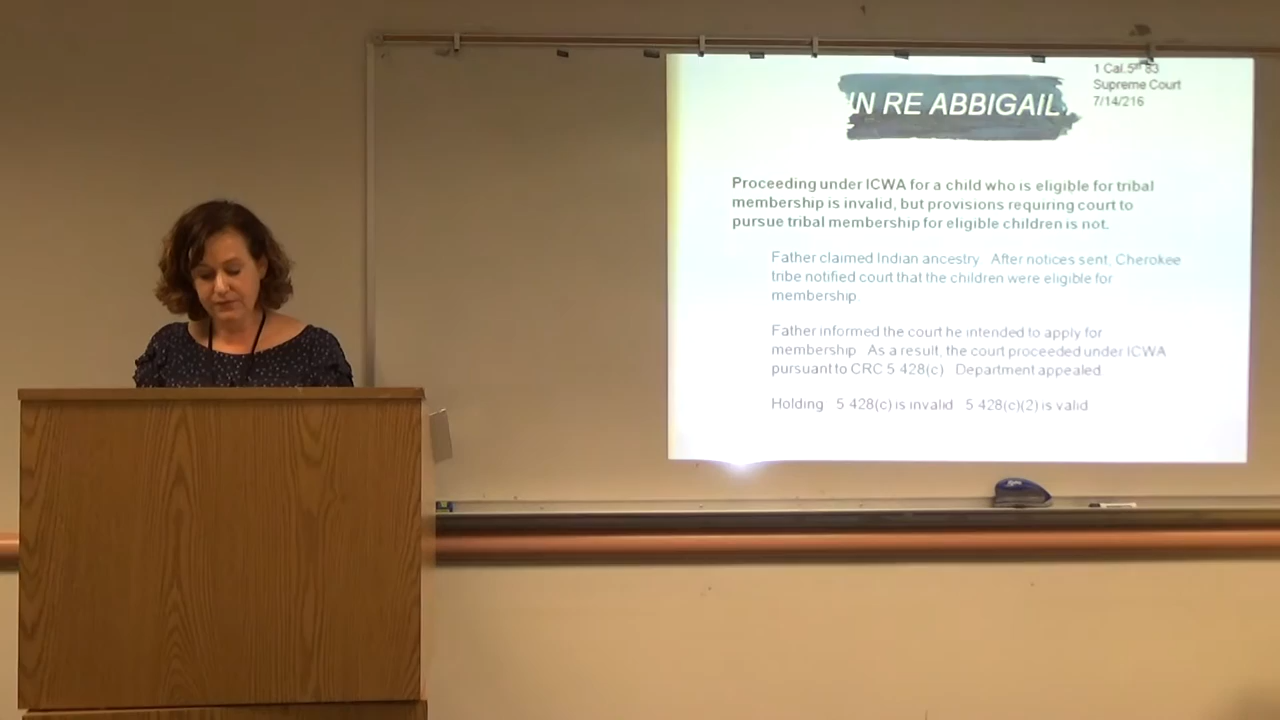 1 Cal.5th 83
Supreme Court
7/14/216
IN RE ABBIGAIL
Proceeding under ICWA for a child who is eligible for tribal
membership is invalid, but provisions requiring court to
pursue tribal membership for eligible children is not.
Father claimed Indian ancestry. After notices sent, Cherokee
tribe notified court that the children were eligible for
membership
Father informed the court he intended to apply for
membership As a result, the court proceeded under ICWA
pursuant to CRC 5 428(c) Department appealed
Holding 5 428(c) is invalid 5 428(c)(2) is valid